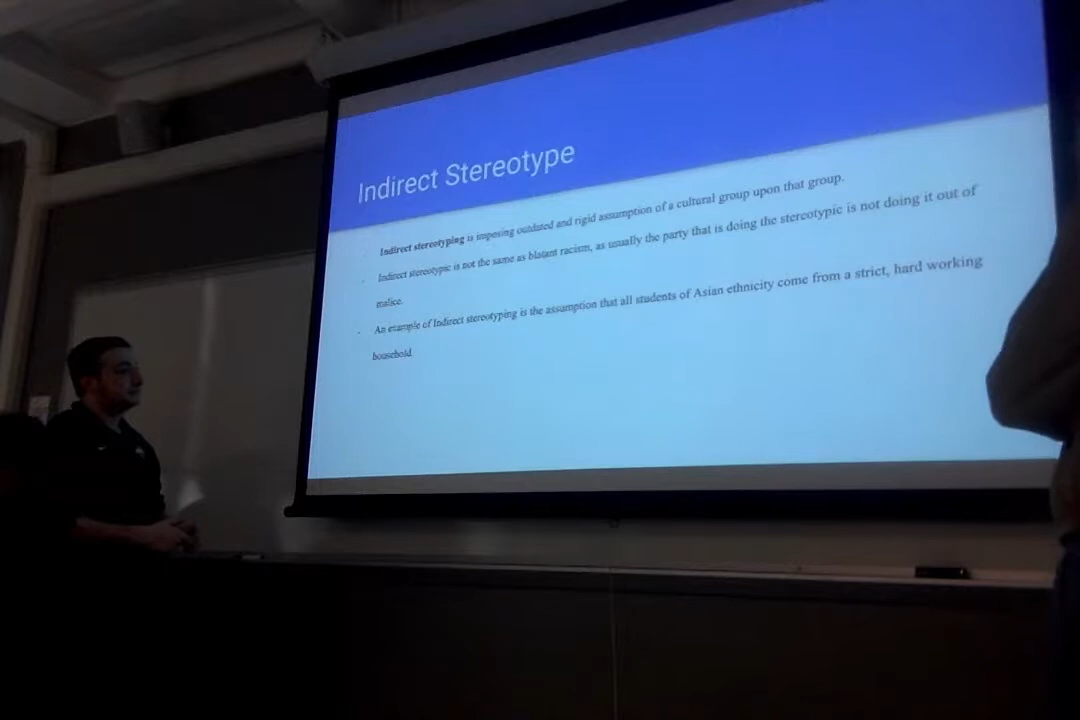 Indirect Stereotype
Indirect stereotyping is imposing outdated and rigid assumption of a cultural group upon that group.
Indirect stereotypic is not the same as blatant racism, as usually the party that is doing the stereotypic is not doing it out of
malice.
An example of Indirect stereotyping is the assumption that all students of Asian ethnicity come from a strict, hard working
household.